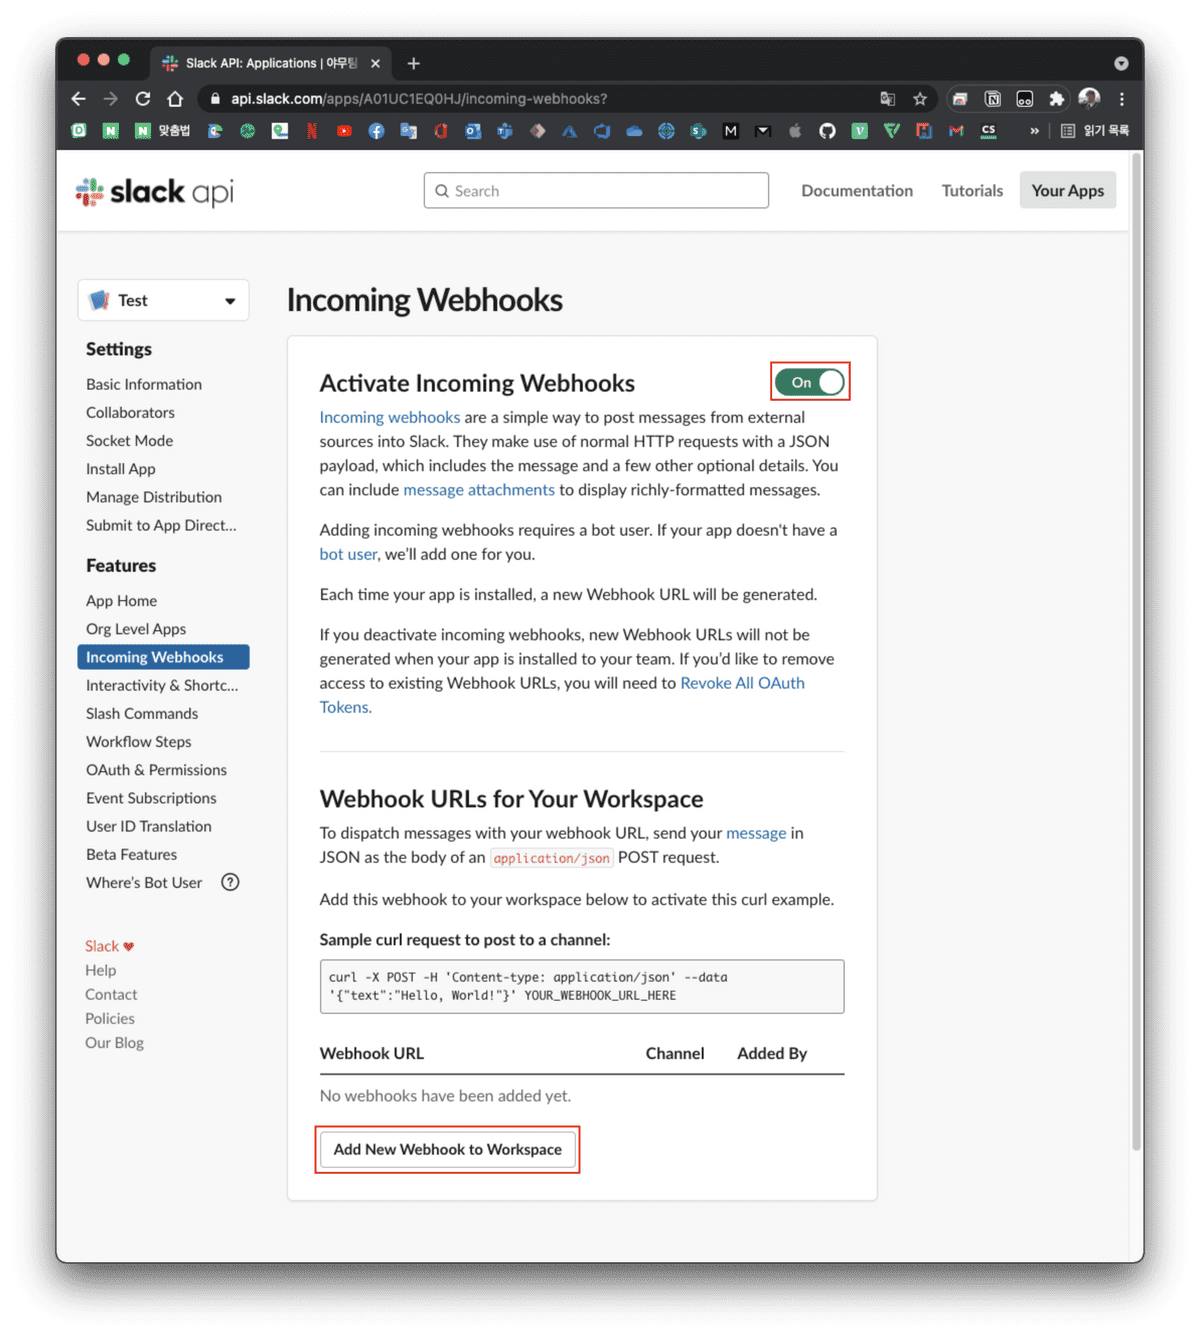 Slack API: Applications | 야무팀
api.slack.com/apps/A01UC1EQ0HJ/incoming-webhooks?
맞춤법
M
CS
»
읽기 목록
slack api
Search
Documentation
Tutorials
Your Apps
Test
Settings
Basic Information
Collaborators
Socket Mode
Install App
Manage Distribution
Submit to App Direct...
Features
App Home
Org Level Apps
Incoming Webhooks
Interactivity & Shortc...
Slash Commands
Workflow Steps
OAuth & Permissions
Event Subscriptions
User ID Translation
Beta Features
Where's Bot User ?
Slack ♥
Help
Contact
Policies
Our Blog
Incoming Webhooks
Activate Incoming Webhooks
On
Incoming webhooks are a simple way to post messages from external
sources into Slack. They make use of normal HTTP requests with a JSON
payload, which includes the message and a few other optional details. You
can include message attachments to display richly-formatted messages.
Adding incoming webhooks requires a bot user. If your app doesn't have a
bot user, we'll add one for you.
Each time your app is installed, a new Webhook URL will be generated.
If you deactivate incoming webhooks, new Webhook URLs will not be
generated when your app is installed to your team. If you'd like to remove
access to existing Webhook URLs, you will need to Revoke All OAuth
Tokens.
Webhook URLs for Your Workspace
To dispatch messages with your webhook URL, send your message in
JSON as the body of an application/json POST request.
Add this webhook to your workspace below to activate this curl example.
Sample curl request to post to a channel:
curl -X POST -H 'Content-type: application/json' --data
'{"text":"Hello, World!"}' YOUR_WEBHOOK_URL_HERE
Webhook URL
Channel
Added By
No webhooks have been added yet.
Add New Webhook to Workspace